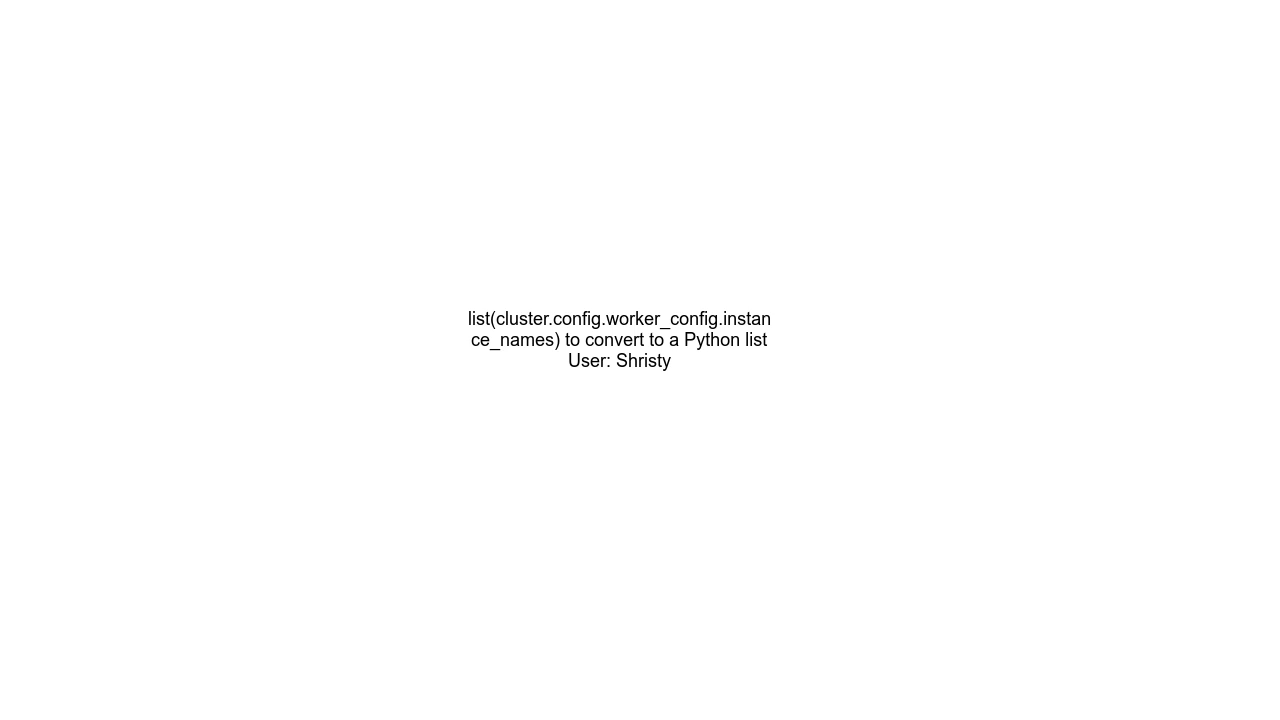 list(cluster.config.worker_config.instan
ce_names) to convert to a Python list
User: Shristy